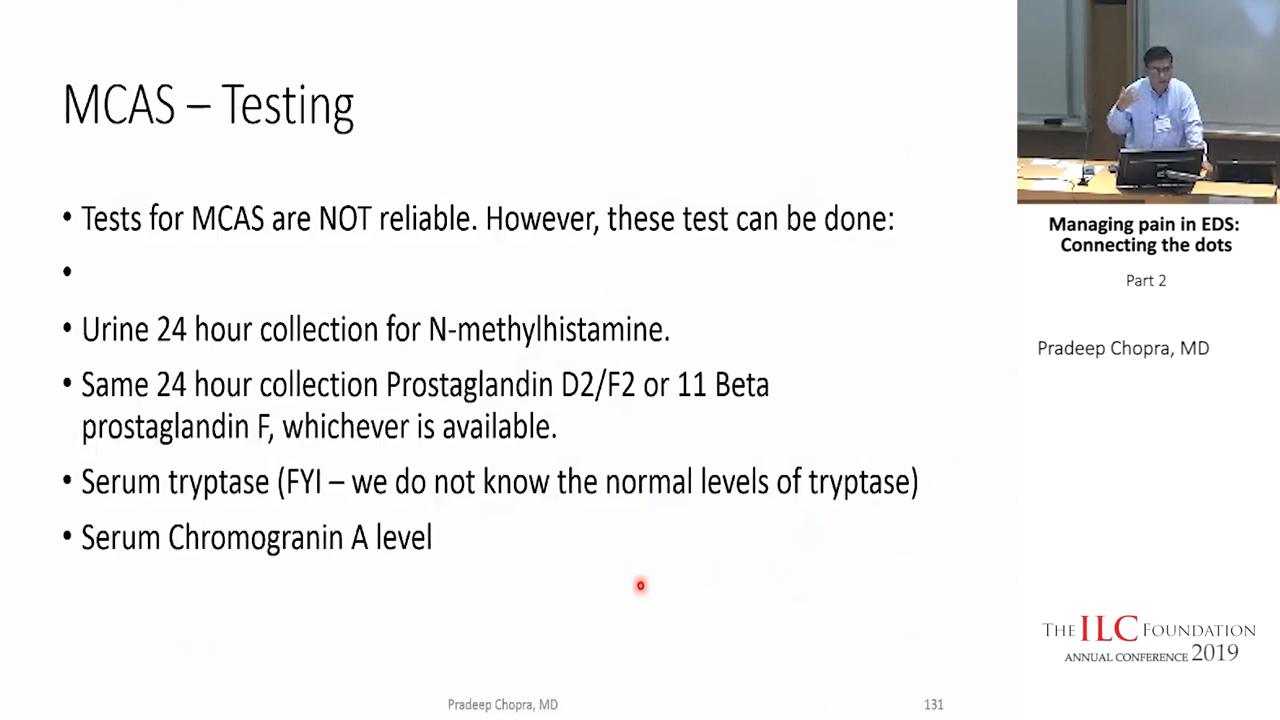 MCAS – Testing
• Tests for MCAS are NOT reliable. However, these test can be done:
•
• Urine 24 hour collection for N-methylhistamine.
• Same 24 hour collection Prostaglandin D2/F2 or 11 Beta
prostaglandin F, whichever is available.
• Serum tryptase (FYI – we do not know the normal levels of tryptase)
• Serum Chromogranin A level
Pradeep Chopra, MD
131
Managing pain in EDS:
Connecting the dots
Part 2
Pradeep Chopra, MD
THE ILC FOUNDATION
ANNUAL CONFERENCE 2019